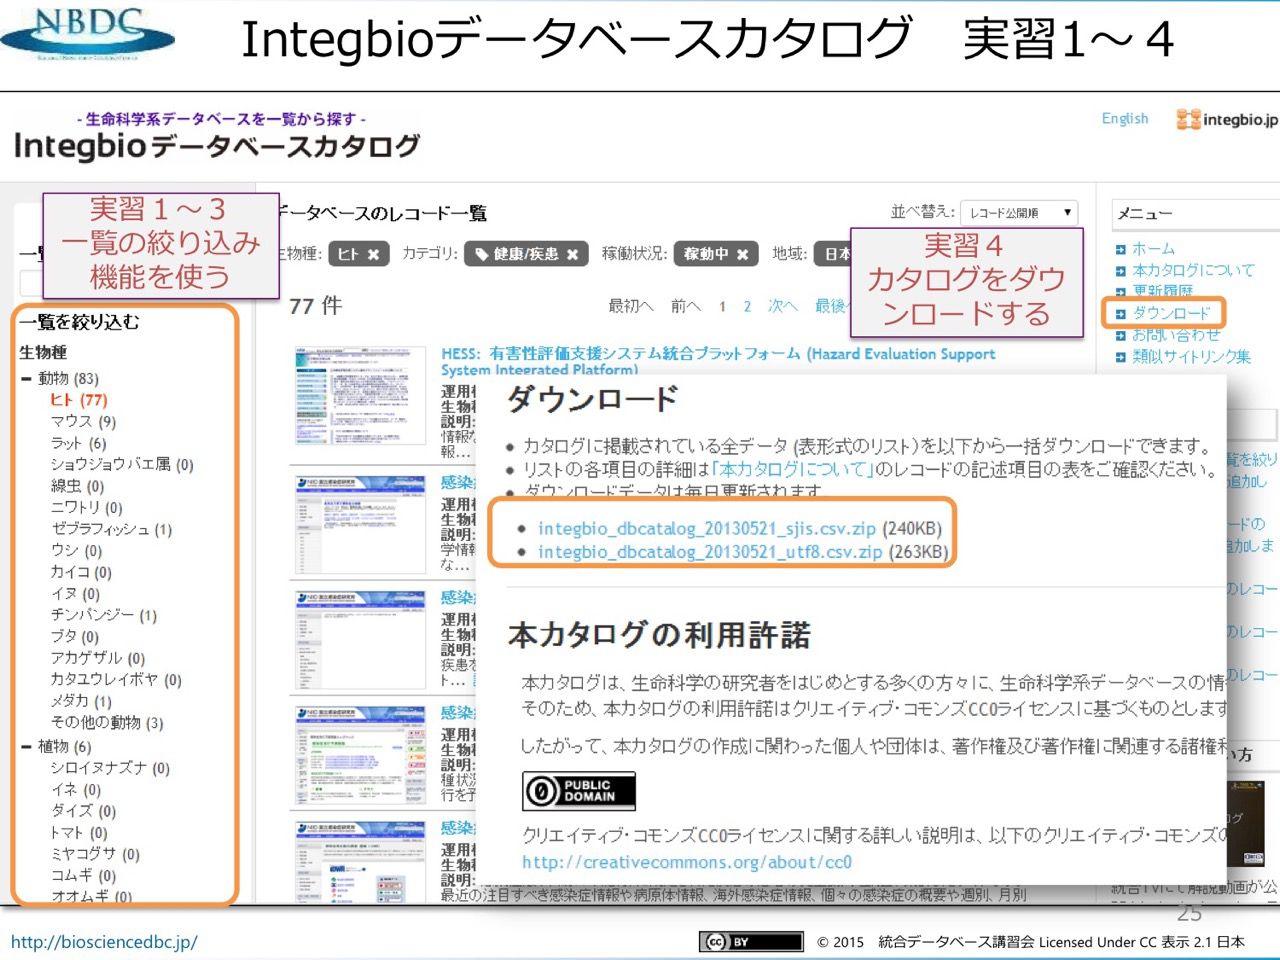 NBDC
Integbioデータベースカタログ 実習1～４
- 生命科学系データベースを一覧から探す -
Integbioデータベースカタログ
English
integbio.jp
実習１～３
一覧の絞り込み
機能を使う
データベースのレコード一覧
並べ替え:
レコード公開順
生物種: ヒト ✖ カテゴリ: 健康/疾患 ✖ 稼働状況: 稼動中 ✖ 地域: 日本
77 件
最初へ 前へ 1 2 次へ 最後へ
実習４
カタログをダウ
ンロードする
メニュー
ホーム
本カタログについて
更新履歴
ダウンロード
お問い合わせ
類似サイトリンク集
一覧を絞り込む
生物種
動物 (83)
ヒト (77)
マウス (9)
ラット (6)
ショウジョウバエ属 (0)
線虫 (0)
ニワトリ (0)
ゼブラフィッシュ (1)
ウシ (0)
カイコ (0)
イヌ (0)
チンパンジー (1)
ブタ (0)
アカゲザル (0)
カタユウレイボヤ (0)
メダカ (1)
その他の動物 (3)
植物 (6)
シロイヌナズナ (0)
イネ (0)
ダイズ (0)
トマト (0)
ミヤコグサ (0)
コムギ (0)
オオムギ (0)
HESS: 有害性評価支援システム統合プラットフォーム (Hazard Evaluation Support
System Integrated Platform)
運用
生物
説明:
情報
報...
感染
運用
生物
説明:
学情
な...
感染
運用
生物
説明:
疾患
ト...
感染
運用
生物
説明:
種状況
行を
感染
運用
生物
説明:
最近の注目すべき感染症情報や病原体情報、海外感染症情報、個々の感染症の概要や週別、月別
ダウンロード
カタログに掲載されている全データ (表形式のリスト)を以下から一括ダウンロードできます。
リストの各項目の詳細は「本カタログについて」のレコードの記述項目の表をご確認ください。
ダウンロードデータは毎日更新されます
integbio_dbcatalog_20130521_sjis.csv.zip (240KB)
integbio_dbcatalog_20130521_utf8.csv.zip (263KB)
本カタログの利用許諾
本カタログは、生命科学の研究者をはじめとする多くの方々に、生命科学系データベースの情
そのため、本カタログの利用許諾はクリエイティブ・コモンズCC0ライセンスに基づくものとします
したがって、本カタログの作成に関わった個人や団体は、著作権及び著作権に関連する諸権利
PUBLIC
DOMAIN
クリエイティブ・コモンズCC0ライセンスに関する詳しい説明は、以下のクリエイティブ・コモンズの
http://creativecommons.org/about/cc0
覧を絞り
追加し
ードの
追加しま
のレコー
のレコー
のレコー
い方
ログ
統合TVにて解説動画が公
25
http://biosciencedbc.jp/
CC BY
© 2015 統合データベース講習会 Licensed Under CC 表示 2.1 日本